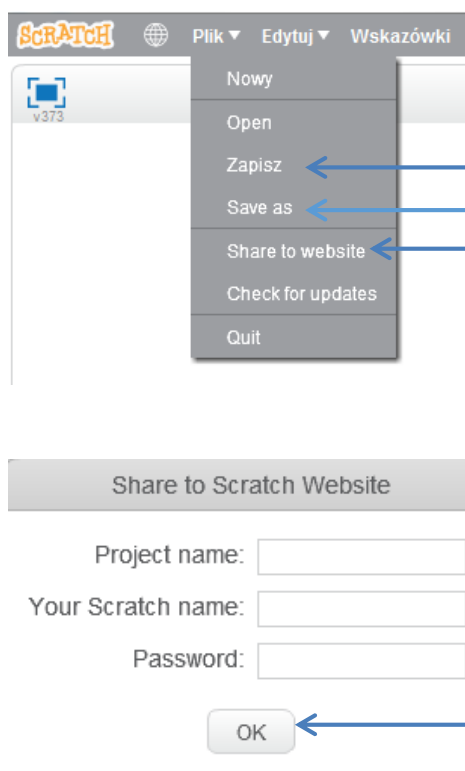 SCRATCH Plik Edytuj Wskazówki
v373
Nowy
Open
Zapisz
Save as
Share to website
Check for updates
Quit
Share to Scratch Website
Project name:
Your Scratch name:
Password:
OK